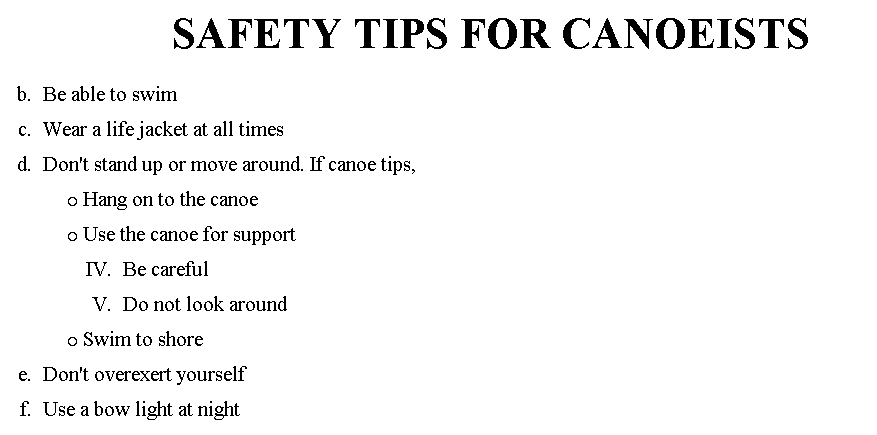 SAFETY TIPS FOR CANOEISTS
b. Be able to swim
c. Wear a life jacket at all times
d. Don't stand up or move around. If canoe tips,
o Hang on to the canoe
o Use the canoe for support
IV. Be careful
V. Do not look around
o Swim to shore
e. Don't overexert yourself
f. Use a bow light at night